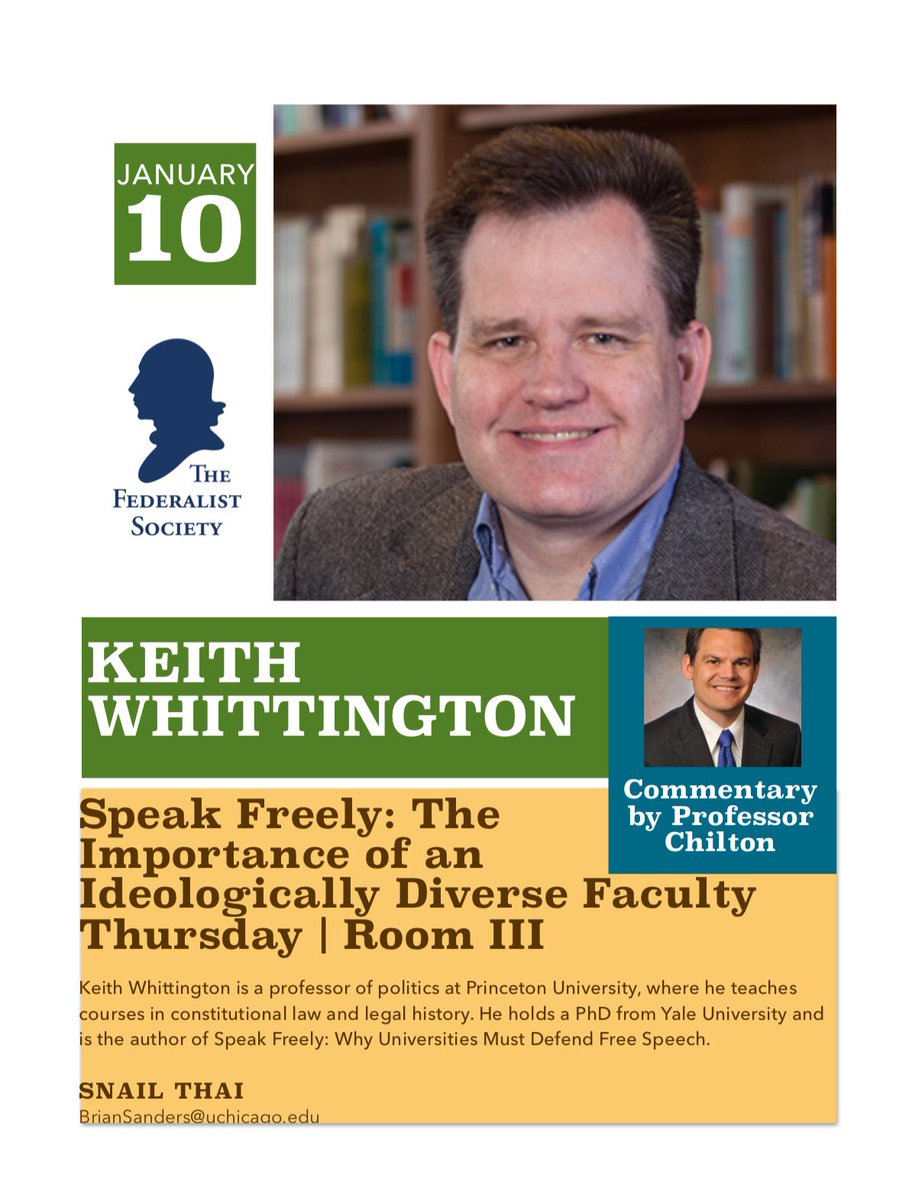 JANUARY
10
THE
FEDERALIST
SOCIETY
KEITH
WHITTINGTON
Commentary
by Professor
Chilton
Speak Freely: The
Importance of an
Ideologically Diverse Faculty
Thursday | Room III
Keith Whittington is a professor of politics at Princeton University, where he teaches
courses in constitutional law and legal history. He holds a PhD from Yale University and
is the author of Speak Freely: Why Universities Must Defend Free Speech.
SNAIL THAI
BrianSanders@uchicago.edu